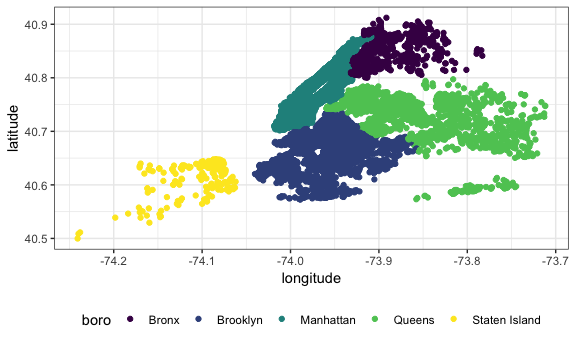 40.9
40.8
40.7
40.6
40.5
latitude
-74.2 -74.1 -74.0 -73.9 -73.8 -73.7
longitude
boro Bronx Brooklyn Manhattan Queens Staten Island